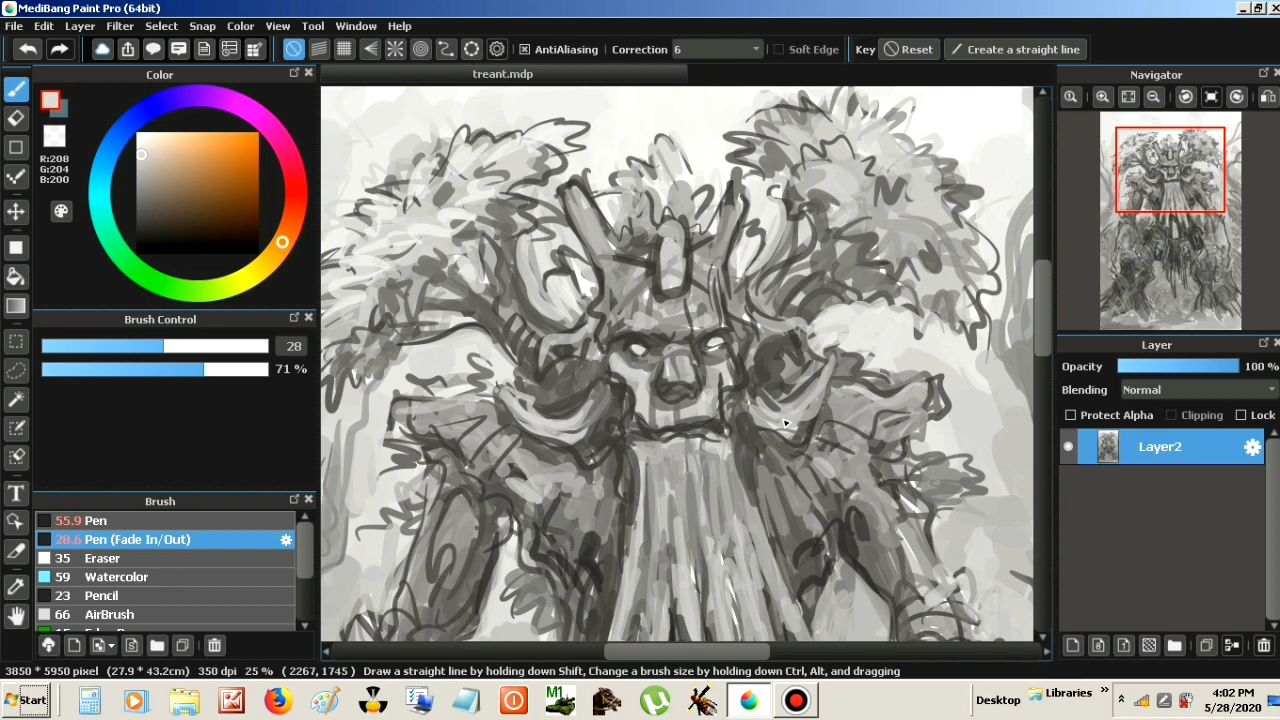 MediBang Paint Pro (64bit)
File Edit Layer Filter Select Snap Color View Tool Window Help
AntiAliasing Correction 6 Soft Edge Key Reset Create a straight line
Color
treant.mdp
Navigator
R:208
G:204
B:200
Brush Control
28
71 %
Layer
Opacity 100 %
Blending Normal
Protect Alpha Clipping Lock
Layer2
Brush
55.9 Pen
28.6 Pen (Fade In/Out)
35 Eraser
59 Watercolor
23 Pencil
66 AirBrush
T
3850 * 5950 pixel (27.9 * 43.2cm) 350 dpi 25 % ( 2267, 1745 ) Draw a straight line by holding down Shift, Change a brush size by holding down Ctrl, Alt, and dragging
Start
M1
Desktop
Libraries
4:02 PM
5/28/2020